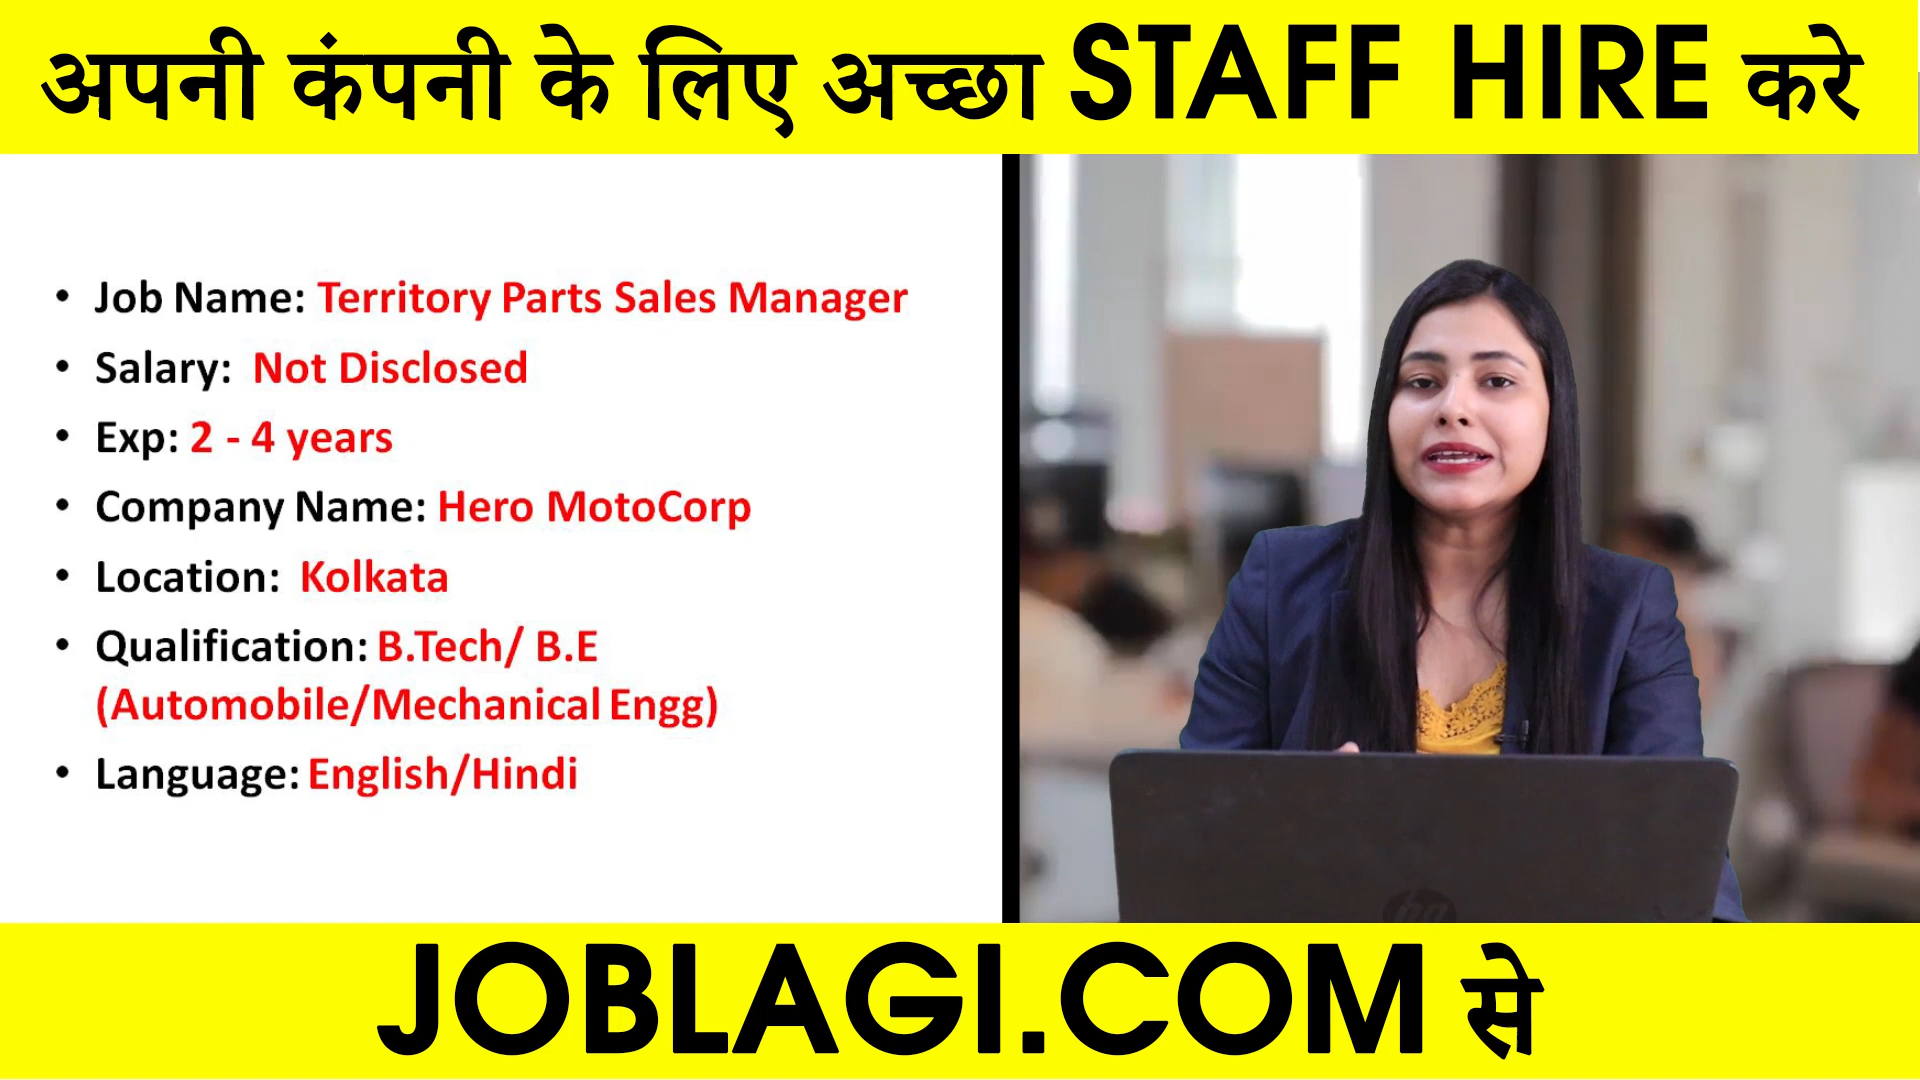 अपनी कंपनी के लिए अच्छा STAFF HIRE करे
• Job Name: Territory Parts Sales Manager
• Salary: Not Disclosed
• Exp: 2 - 4 years
• Company Name: Hero MotoCorp
• Location: Kolkata
• Qualification: B.Tech/ B.E
(Automobile/Mechanical Engg)
• Language: English/Hindi
hp
JOBLAGI.COM से